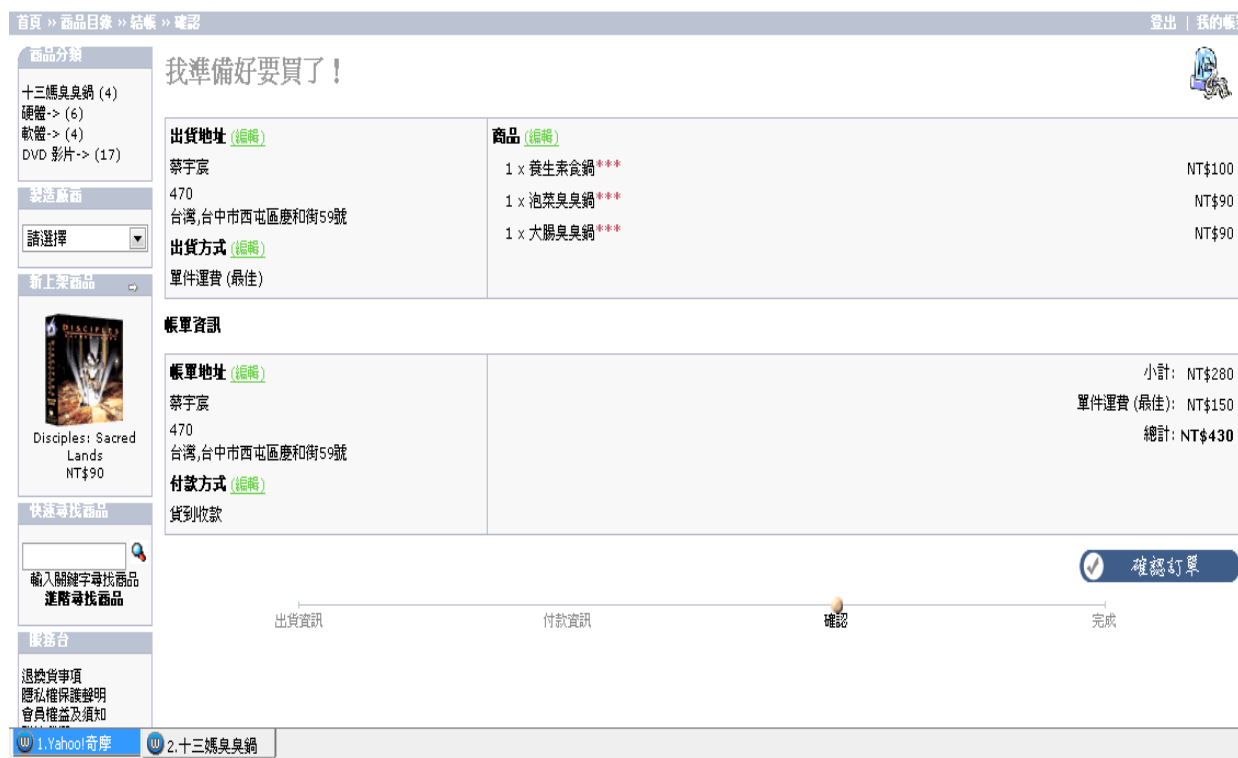 首頁 » 商品目錄 » 結帳 » 確認
登出 | 我的帳
商品分類
十三媽臭臭鍋 (4)
硬體-> (6)
軟體-> (4)
DVD 影片-> (17)
製造廠商
請選擇
新上架商品
DISCIPLES
Disciples: Sacred
Lands
NT$90
快速尋找商品
輸入關鍵字尋找商品
進階尋找商品
服務台
退換貨事項
隱私權保護聲明
會員權益及須知
我準備好要買了！
出貨地址 (編輯)
蔡宇宸
470
台灣,台中市西屯區慶和街59號
出貨方式 (編輯)
單件運費 (最佳)
商品 (編輯)
1 x 養生素食鍋*** NT$100
1 x 泡菜臭臭鍋*** NT$90
1 x 大腸臭臭鍋*** NT$90
帳單資訊
帳單地址 (編輯)
蔡宇宸
470
台灣,台中市西屯區慶和街59號
付款方式 (編輯)
貨到收款
小計: NT$280
單件運費 (最佳): NT$150
總計: NT$430
確認訂單
出貨資訊 付款資訊 確認 完成
1.Yahoo!奇摩 2.十三媽臭臭鍋